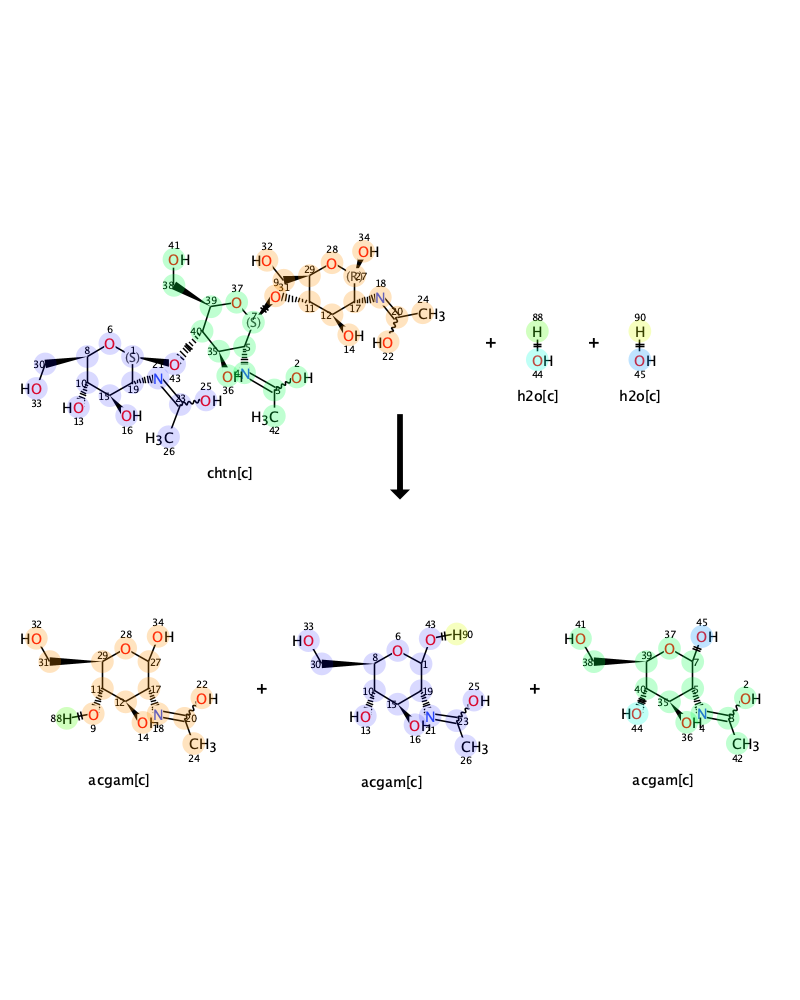 41
OH
32
34
HO
OH
28
9
29
O
(R)
27
18
31
38
39
37
O
O
N
24
11
17
20
CH3
7
(S)
12
6
40
OH
HO
14
22
O
1
35
5
8
(S)
O
2
30
21
N
43
OH
N
OH
4
3
10
19
25
36
HO
15
23
OH
33
HO
OH
H3C
13
16
42
H3C
26
chtn[c]
+
88
H
OH
44
h2o[c]
+
90
H
OH
45
h2o[c]
32
28
34
HO
O
OH
31
29
27
22
11
17
OH
88
H
O
12
N
20
9
OH
18
14
CH3
24
acgam[c]
+
33
6
43
90
HO
O
O
H
30
8
1
25
10
19
OH
HO
15
N
23
13
OH
21
16
CH3
26
acgam[c]
+
41
37
45
HO
O
OH
38
39
7
2
40
5
OH
HO
35
N
3
44
OH
4
36
CH3
42
acgam[c]